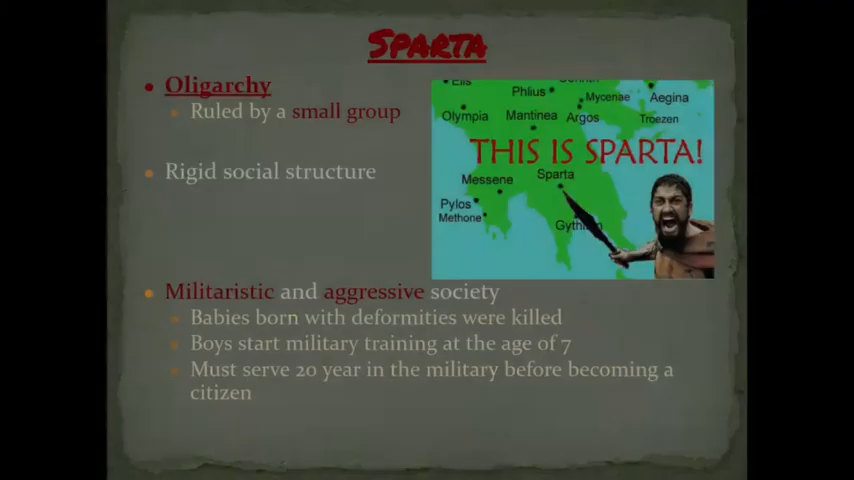 SPARTA
Oligarchy
Ruled by a small group
Rigid social structure
Elis
Phlius
Corinth
Mycenae
Aegina
Olympia
Mantinea
Argos
Troezen
THIS IS SPARTA!
Messene
Sparta
Pylos
Methone
Militaristic and aggressive society
Babies born with deformities were killed
Boys start military training at the age of 7
Must serve 20 year in the military before becoming a
citizen